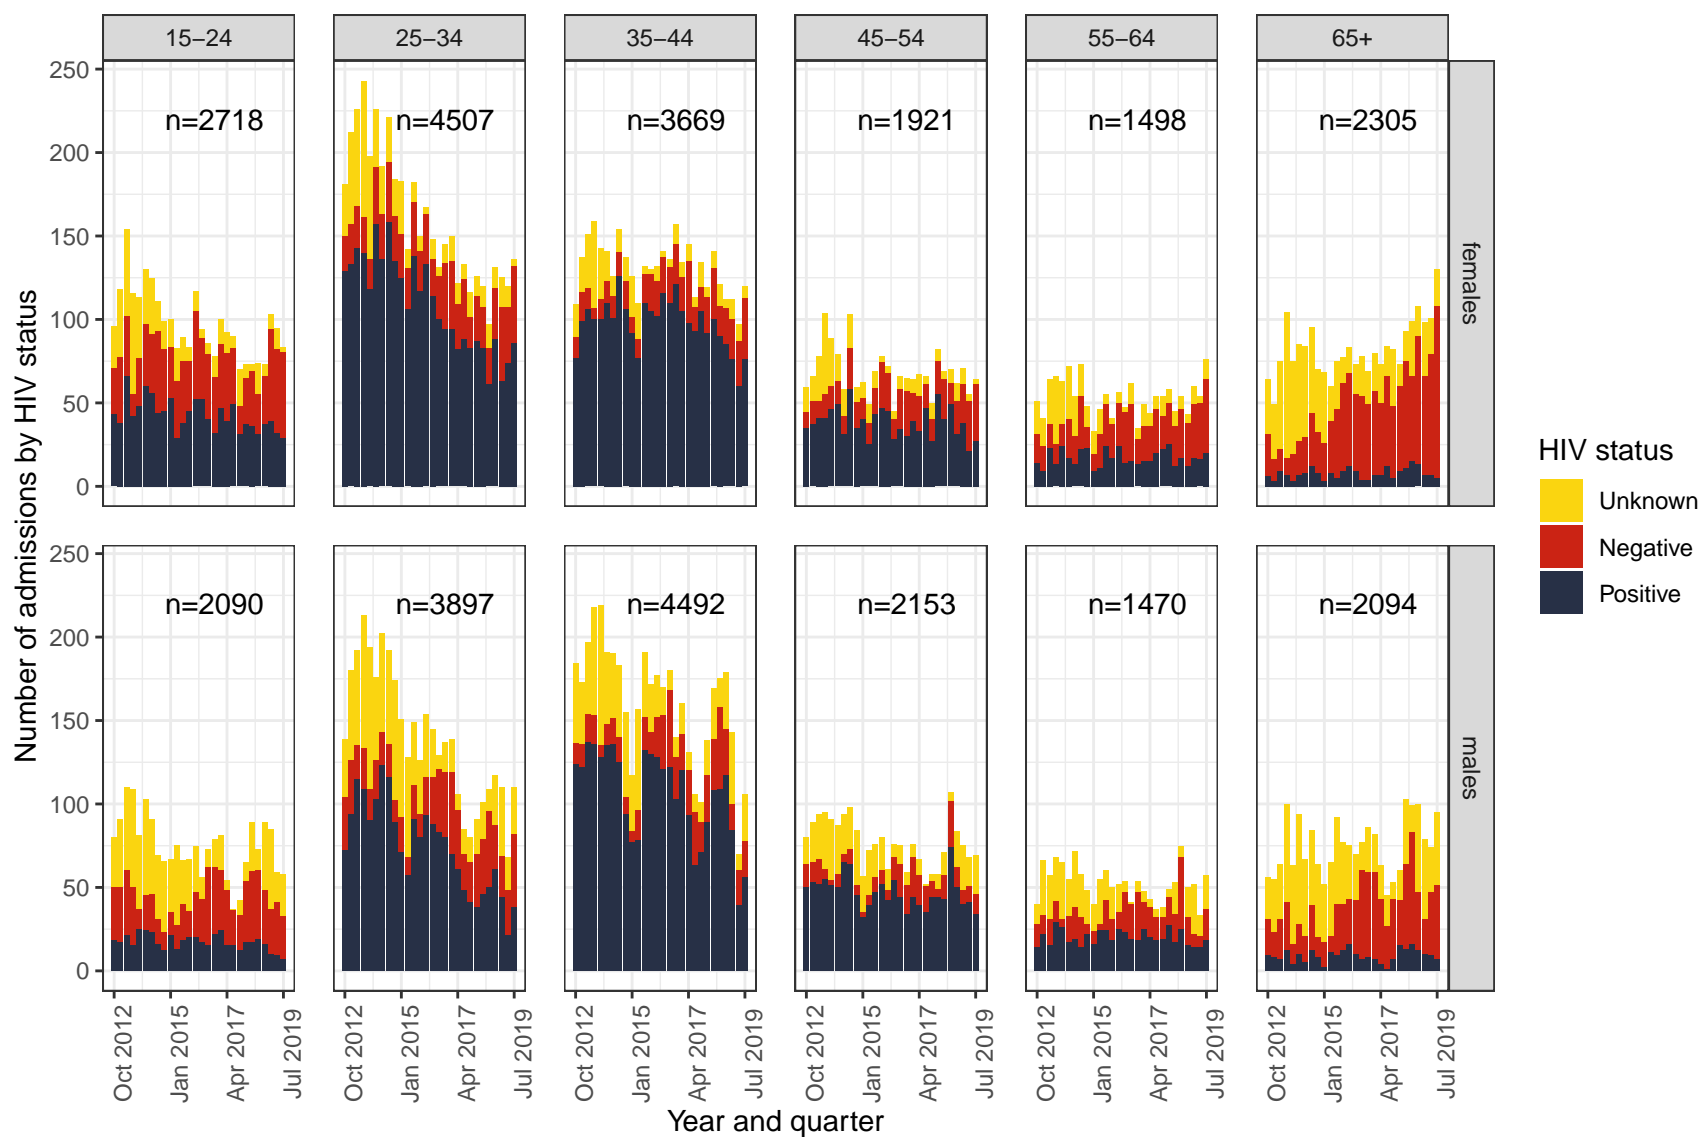 15−24
25−34
35−44
45−54
55−64
65+
250
200
150
100
50
0
n=2718
n=4507
n=3669
n=1921
n=1498
n=2305
females
250
200
150
100
50
0
n=2090
n=3897
n=4492
n=2153
n=1470
n=2094
males
Oct 2012
Jan 2015
Apr 2017
Jul 2019
Oct 2012
Jan 2015
Apr 2017
Jul 2019
Oct 2012
Jan 2015
Apr 2017
Jul 2019
Oct 2012
Jan 2015
Apr 2017
Jul 2019
Oct 2012
Jan 2015
Apr 2017
Jul 2019
Oct 2012
Jan 2015
Apr 2017
Jul 2019
Year and quarter
Number of admissions by HIV status
HIV status
Unknown
Negative
Positive